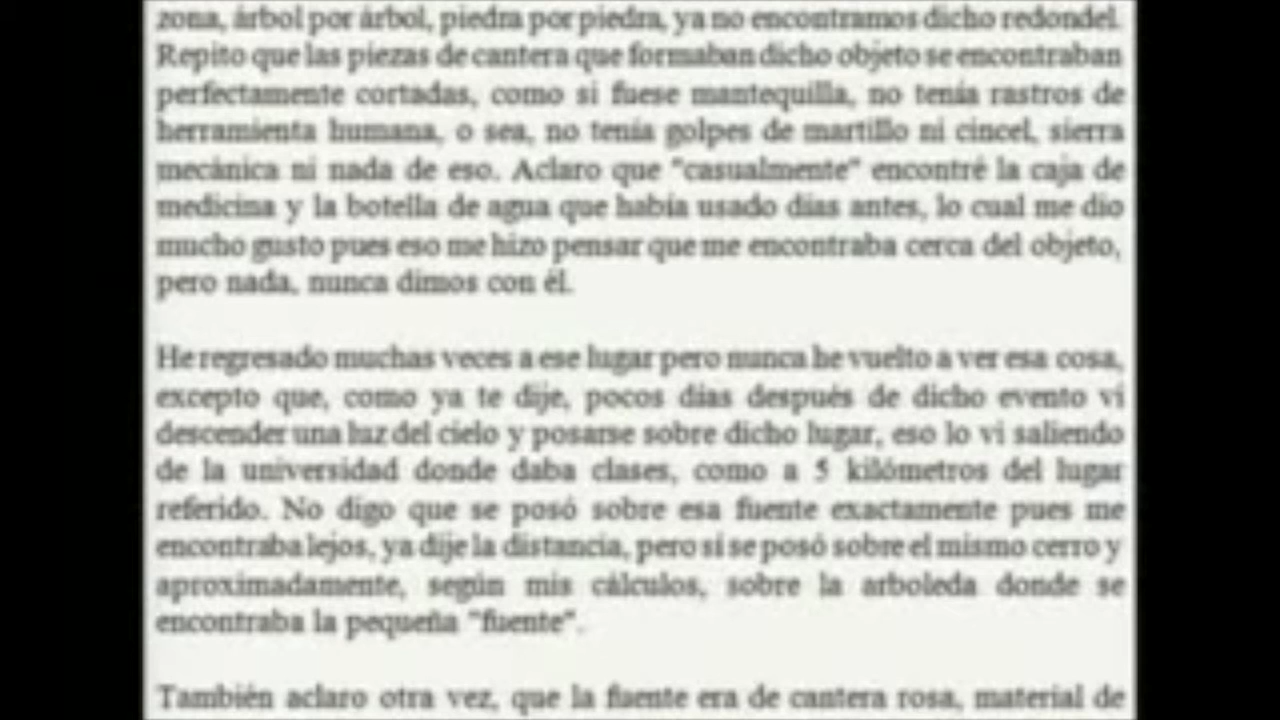 zona, árbol por árbol, piedra por piedra, ya no encontramos dicho redondel.
Repito que las piezas de cantera que formaban dicho objeto se encontraban
perfectamente cortadas, como si fuese mantequilla, no tenía rastros de
herramienta humana, o sea, no tenía golpes de martillo ni cincel, sierra
mecánica ni nada de eso. Aclaro que "casualmente" encontré la caja de
medicina y la botella de agua que había usado días antes, lo cual me dio
mucho gusto pues eso me hizo pensar que me encontraba cerca del objeto,
pero nada, nunca dimos con él.
He regresado muchas veces a ese lugar pero nunca he vuelto a ver esa cosa,
excepto que, como ya te dije, pocos días después de dicho evento vi
descender una luz del cielo y posarse sobre dicho lugar, eso lo vi saliendo
de la universidad donde daba clases, como a 5 kilómetros del lugar
referido. No digo que se posó sobre esa fuente exactamente pues me
encontraba lejos, ya dije la distancia, pero sí se posó sobre el mismo cerro y
aproximadamente, según mis cálculos, sobre la arboleda donde se
encontraba la pequeña "fuente".
También aclaro otra vez, que la fuente era de cantera rosa, material de